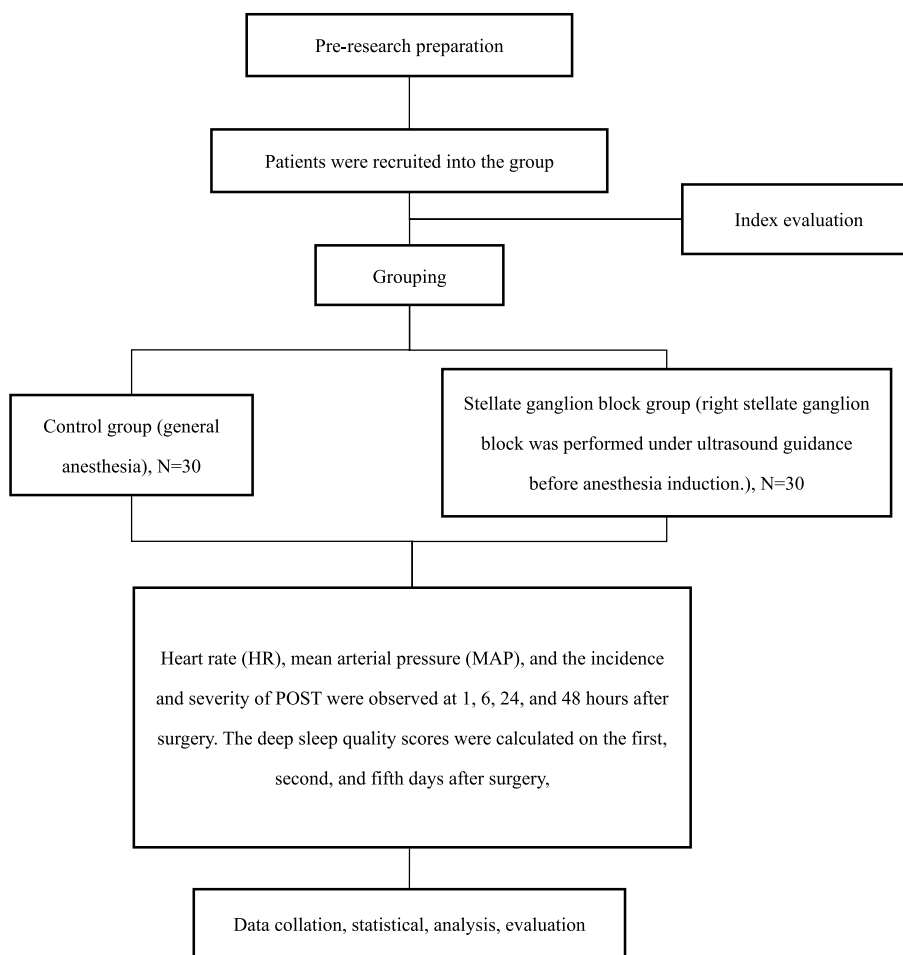 Pre-research preparation
Patients were recruited into the group
Index evaluation
Grouping
Control group (general
anesthesia), N=30
Stellate ganglion block group (right stellate ganglion
block was performed under ultrasound guidance
before anesthesia induction.), N=30
Heart rate (HR), mean arterial pressure (MAP), and the incidence
and severity of POST were observed at 1, 6, 24, and 48 hours after
surgery. The deep sleep quality scores were calculated on the first,
second, and fifth days after surgery,
Data collation, statistical, analysis, evaluation